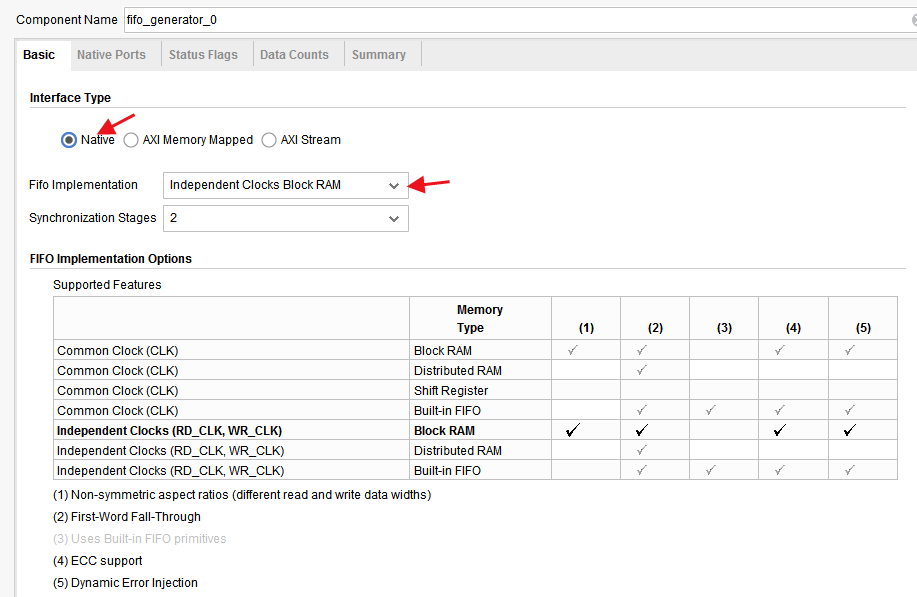 Component Name fifo_generator_0
Basic Native Ports Status Flags Data Counts Summary
Interface Type
Native AXI Memory Mapped AXI Stream
Fifo Implementation Independent Clocks Block RAM
Synchronization Stages 2
FIFO Implementation Options
Supported Features
Memory
Type (1) (2) (3) (4) (5)
Common Clock (CLK) Block RAM ✓ ✓ ✓ ✓
Common Clock (CLK) Distributed RAM ✓
Common Clock (CLK) Shift Register
Common Clock (CLK) Built-in FIFO ✓ ✓ ✓ ✓
Independent Clocks (RD_CLK, WR_CLK) Block RAM ✓ ✓ ✓ ✓
Independent Clocks (RD_CLK, WR_CLK) Distributed RAM ✓
Independent Clocks (RD_CLK, WR_CLK) Built-in FIFO ✓ ✓ ✓ ✓
(1) Non-symmetric aspect ratios (different read and write data widths)
(2) First-Word Fall-Through
(3) Uses Built-in FIFO primitives
(4) ECC support
(5) Dynamic Error Injection